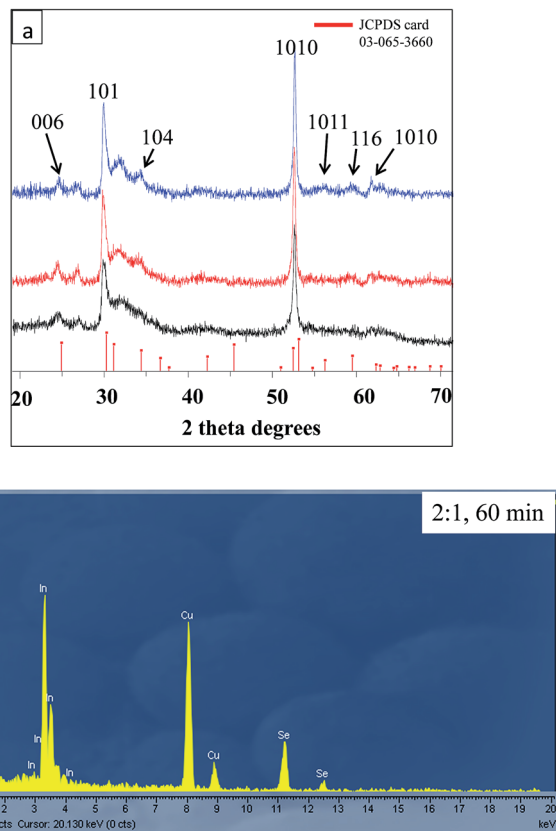 a
JCPDS card
03-065-3660
1010
101
006
104
1011
116
1010
20 30 40 50 60 70
2 theta degrees
2:1, 60 min
In
Cu
In
In
Cu
Se
In
In
Se
2 3 4 5 6 7 8 9 10 11 12 13 14 15 16 17 18 19 20
cts Cursor: 20.130 keV (0 cts) keV